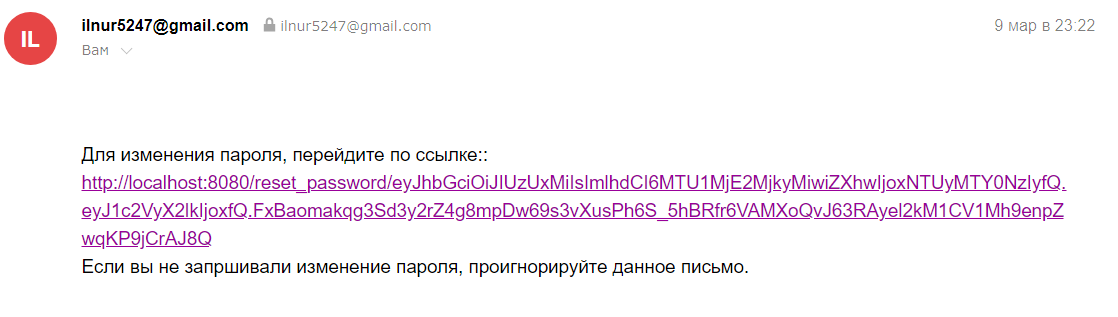 IL
ilnur5247@gmail.com ilnur5247@gmail.com 9 мар в 23:22
Вам
Для изменения пароля, перейдите по ссылке::
http://localhost:8080/reset_password/eyJhbGciOiJIUzUxMiIsImlhdCI6MTU1MjE2MjkyMiwiZXhwIjoxNTUyMTY0NzIyfQ.
eyJ1c2VyX2lkIjoxfQ.FxBaomakqg3Sd3y2rZ4g8mpDw69s3vXusPh6S_5hBRfr6VAMXoQvJ63RAyel2kM1CV1Mh9enpZ
wqKP9jCrAJ8Q
Если вы не запршивали изменение пароля, проигнорируйте данное письмо.